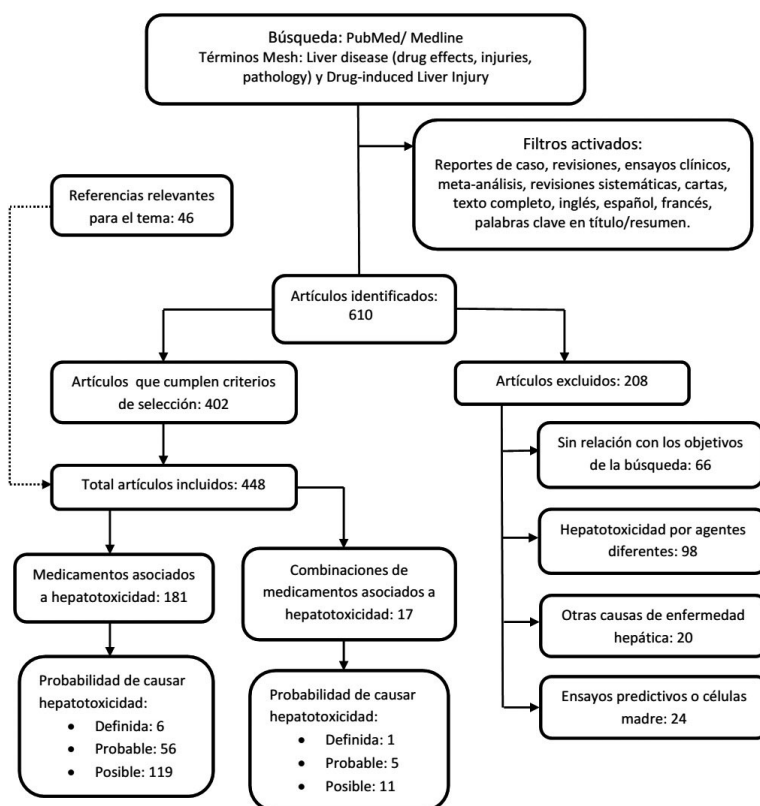 Búsqueda: PubMed/ Medline
Términos Mesh: Liver disease (drug effects, injuries,
pathology) y Drug-induced Liver Injury
Filtros activados:
Reportes de caso, revisiones, ensayos clínicos,
meta-análisis, revisiones sistemáticas, cartas,
texto completo, inglés, español, francés,
palabras clave en título/resumen.
Referencias relevantes
para el tema: 46
Artículos identificados:
610
Artículos que cumplen criterios
de selección: 402
Artículos excluidos: 208
Sin relación con los objetivos
de la búsqueda: 66
Total artículos incluidos: 448
Hepatotoxicidad por agentes
diferentes: 98
Medicamentos asociados
a hepatotoxicidad: 181
Combinaciones de
medicamentos asociados a
hepatotoxicidad: 17
Otras causas de enfermedad
hepática: 20
Probabilidad de causar
hepatotoxicidad:
• Definida: 6
• Probable: 56
• Posible: 119
Probabilidad de causar
hepatotoxicidad:
• Definida: 1
• Probable: 5
• Posible: 11
Ensayos predictivos o células
madre: 24